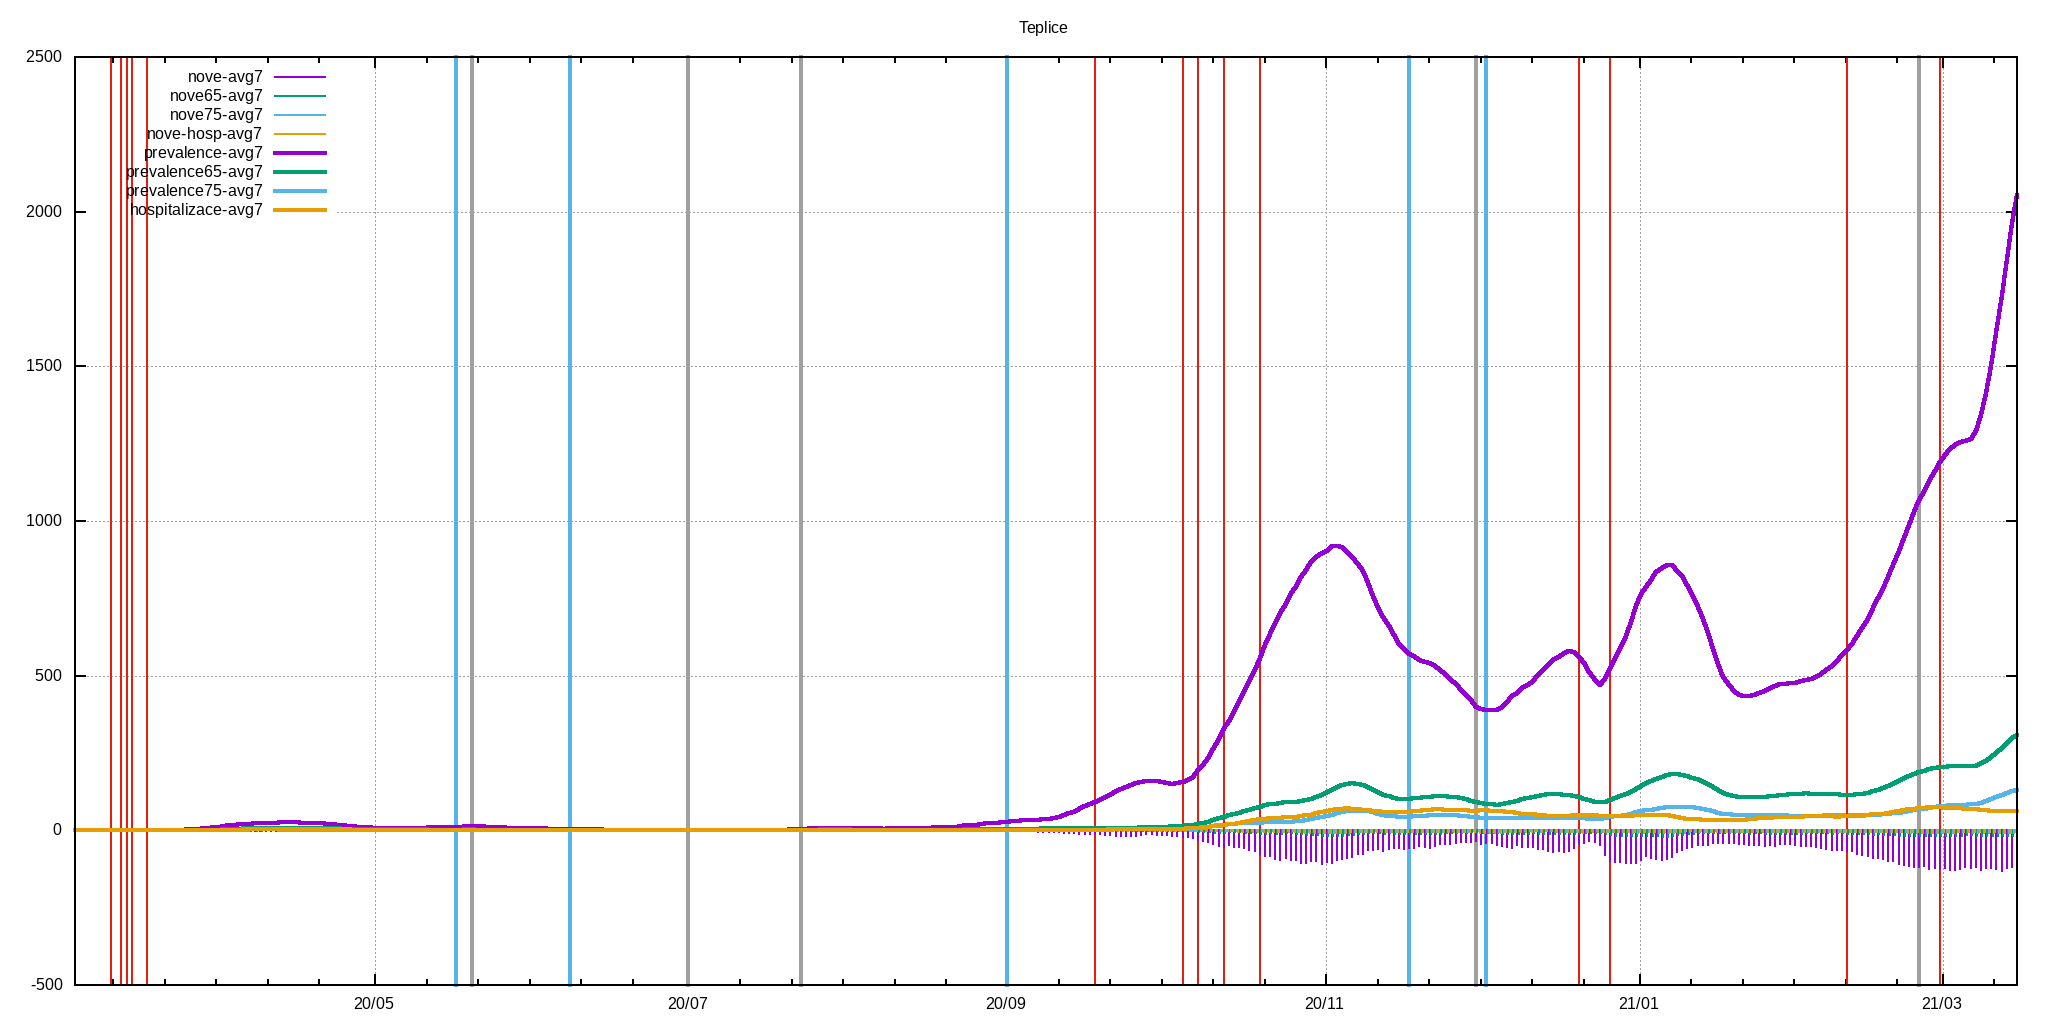 Teplice
2500
2000
1500
1000
500
0
-500
nove-avg7
nove65-avg7
nove75-avg7
nove-hosp-avg7
prevalence-avg7
prevalence65-avg7
prevalence75-avg7
hospitalizace-avg7
20/05 20/07 20/09 20/11 21/01 21/03